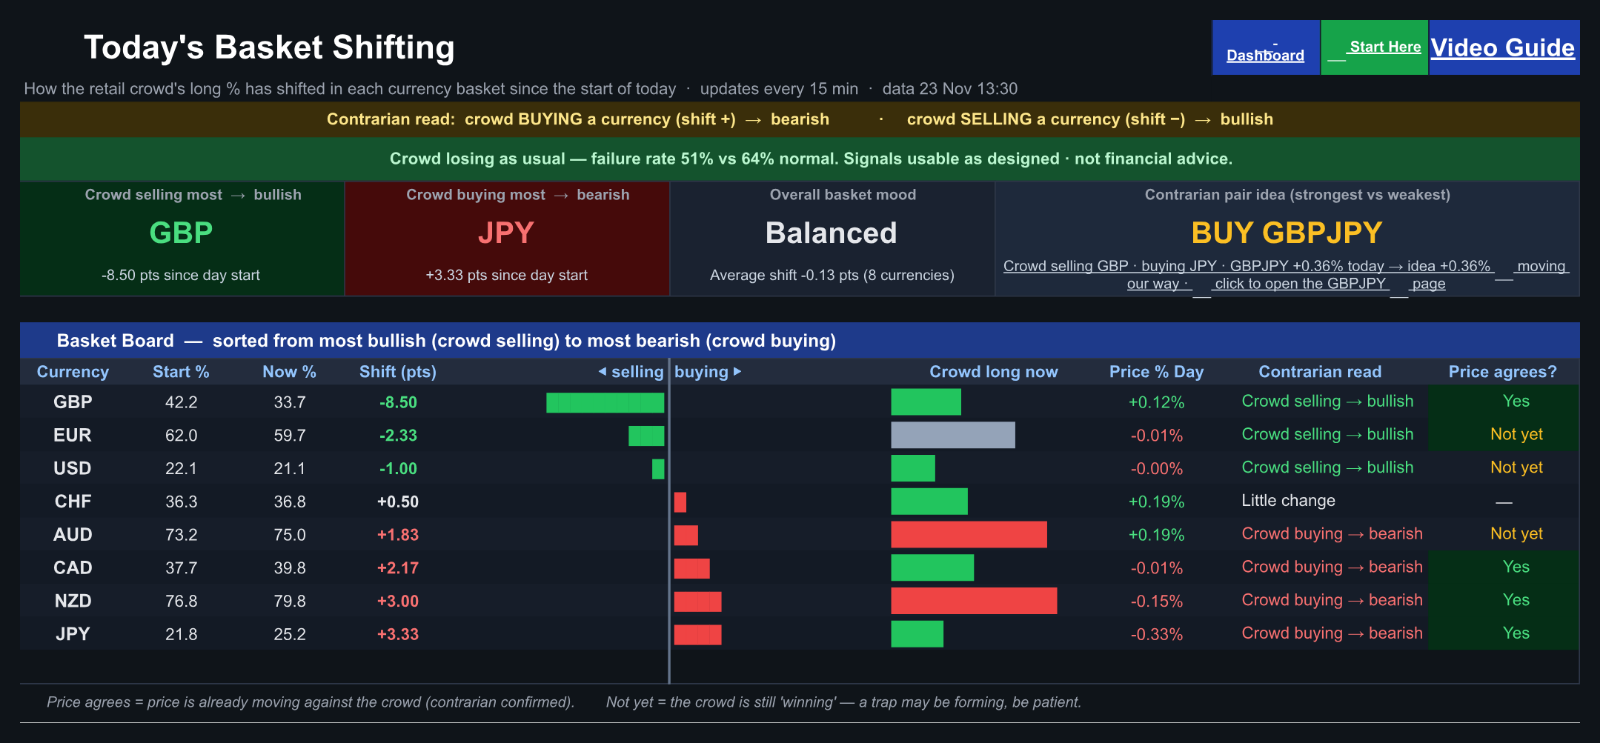 Today's Basket Shifting
Dashboard
Start Here
Video Guide
How the retail crowd's long % has shifted in each currency basket since the start of today · updates every 15 min · data 23 Nov 13:30
Contrarian read: crowd BUYING a currency (shift +) → bearish · crowd SELLING a currency (shift −) → bullish
Crowd losing as usual — failure rate 51% vs 64% normal. Signals usable as designed · not financial advice.
Crowd selling most → bullish
GBP
-8.50 pts since day start
Crowd buying most → bearish
JPY
+3.33 pts since day start
Overall basket mood
Balanced
Average shift -0.13 pts (8 currencies)
Contrarian pair idea (strongest vs weakest)
BUY GBPJPY
Crowd selling GBP · buying JPY · GBPJPY +0.36% today → idea +0.36% moving
our way · click to open the GBPJPY page
Basket Board — sorted from most bullish (crowd selling) to most bearish (crowd buying)
Currency Start % Now % Shift (pts) ◄ selling buying ► Crowd long now Price % Day Contrarian read Price agrees?
GBP 42.2 33.7 -8.50 +0.12% Crowd selling → bullish Yes
EUR 62.0 59.7 -2.33 -0.01% Crowd selling → bullish Not yet
USD 22.1 21.1 -1.00 -0.00% Crowd selling → bullish Not yet
CHF 36.3 36.8 +0.50 +0.19% Little change —
AUD 73.2 75.0 +1.83 +0.19% Crowd buying → bearish Not yet
CAD 37.7 39.8 +2.17 -0.01% Crowd buying → bearish Yes
NZD 76.8 79.8 +3.00 -0.15% Crowd buying → bearish Yes
JPY 21.8 25.2 +3.33 -0.33% Crowd buying → bearish Yes
Price agrees = price is already moving against the crowd (contrarian confirmed). Not yet = the crowd is still 'winning' — a trap may be forming, be patient.